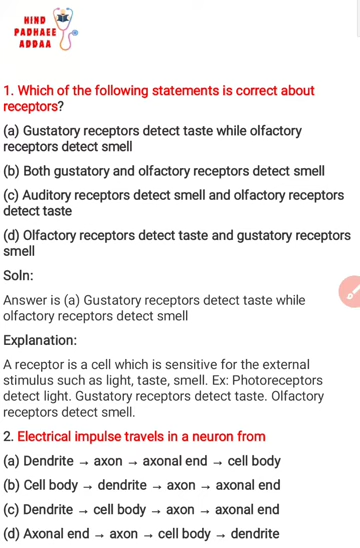 HIND
PADHAEE
ADDAA
1. Which of the following statements is correct about
receptors?
(a) Gustatory receptors detect taste while olfactory
receptors detect smell
(b) Both gustatory and olfactory receptors detect smell
(c) Auditory receptors detect smell and olfactory receptors
detect taste
(d) Olfactory receptors detect taste and gustatory receptors
smell
Soln:
Answer is (a) Gustatory receptors detect taste while
olfactory receptors detect smell
Explanation:
A receptor is a cell which is sensitive for the external
stimulus such as light, taste, smell. Ex: Photoreceptors
detect light. Gustatory receptors detect taste. Olfactory
receptors detect smell.
2. Electrical impulse travels in a neuron from
(a) Dendrite → axon → axonal end → cell body
(b) Cell body → dendrite → axon → axonal end
(c) Dendrite → cell body → axon → axonal end
(d) Axonal end → axon → cell body → dendrite